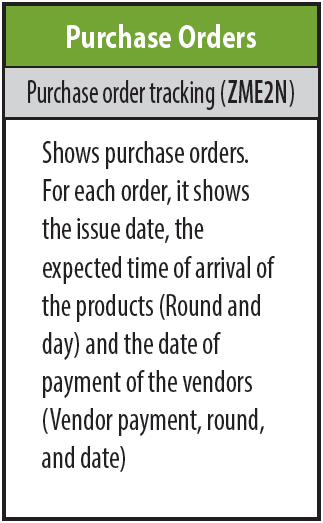 Purchase Orders
Purchase order tracking (ZME2N)
Shows purchase orders.
For each order, it shows
the issue date, the
expected time of arrival of
the products (Round and
day) and the date of
payment of the vendors
(Vendor payment, round,
and date)